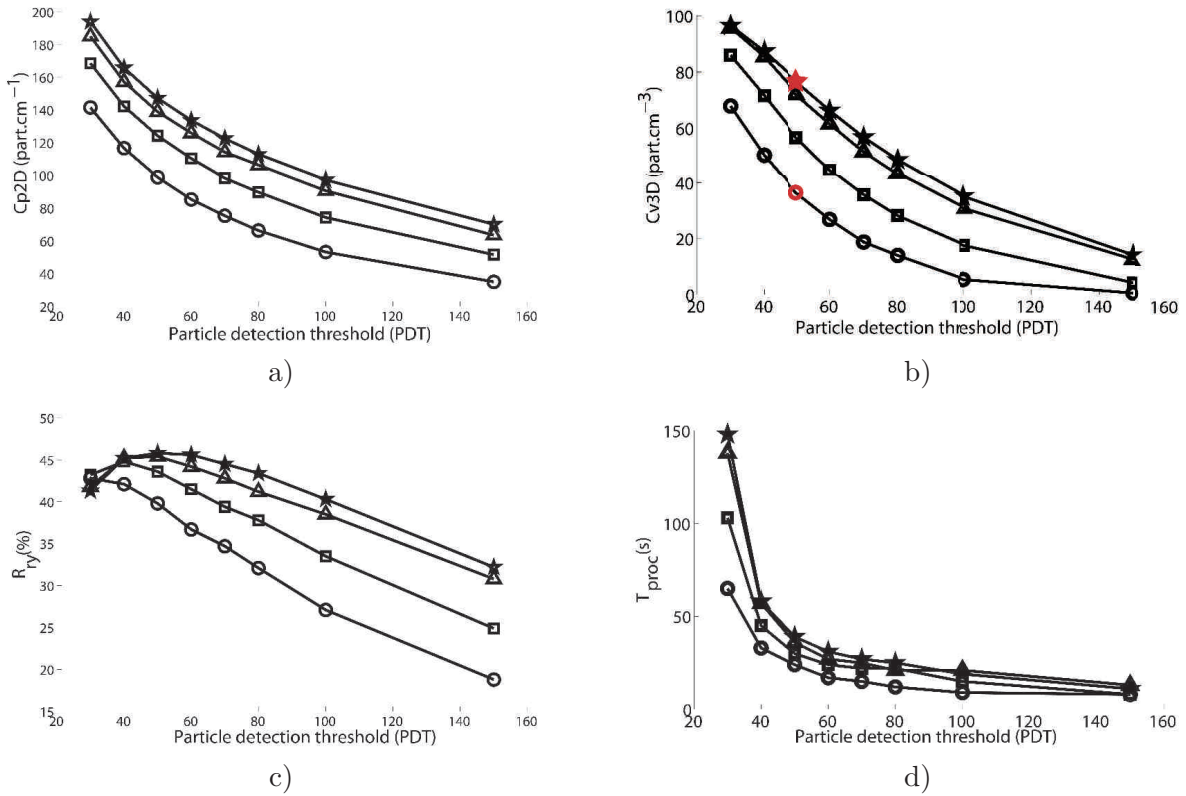 200
180
160
140
120
100
80
60
40
20
Cp2D (part.cm⁻¹)
20 40 60 80 100 120 140 160
Particle detection threshold (PDT)
a)
100
80
60
40
20
0
Cv3D (part.cm⁻³)
20 40 60 80 100 120 140 160
Particle detection threshold (PDT)
b)
50
45
40
35
30
25
20
15
R_ry(%)
20 40 60 80 100 120 140 160
Particle detection threshold (PDT)
c)
150
100
50
0
T_proc(s)
20 40 60 80 100 120 140 160
Particle detection threshold (PDT)
d)